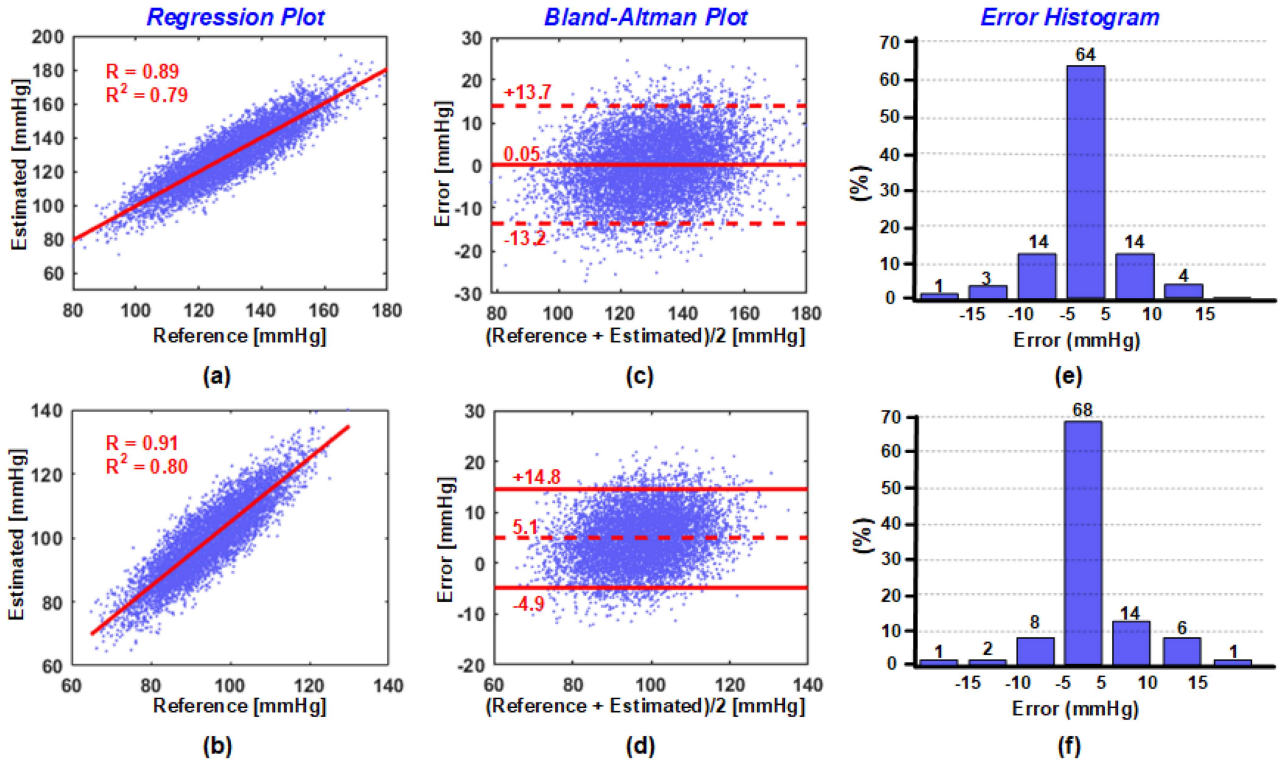 Regression Plot
Bland-Altman Plot
Error Histogram
Estimated [mmHg]
200
180
160
140
120
100
80
60
R = 0.89
R² = 0.79
80 100 120 140 160 180
Reference [mmHg]
(a)
Error [mmHg]
30
20
10
0
-10
-20
-30
+13.7
0.05
-13.2
80 100 120 140 160 180
(Reference + Estimated)/2 [mmHg]
(c)
(%)
70
60
50
40
30
20
10
0
1 3 14 64 14 4
-15 -10 -5 5 10 15
Error (mmHg)
(e)
Estimated [mmHg]
140
120
100
80
60
R = 0.91
R² = 0.80
60 80 100 120 140
Reference [mmHg]
(b)
Error [mmHg]
30
20
10
0
-10
-20
+14.8
5.1
-4.9
60 80 100 120 140
(Reference + Estimated)/2 [mmHg]
(d)
(%)
70
60
50
40
30
20
10
0
1 2 8 68 14 6 1
-15 -10 -5 5 10 15
Error (mmHg)
(f)